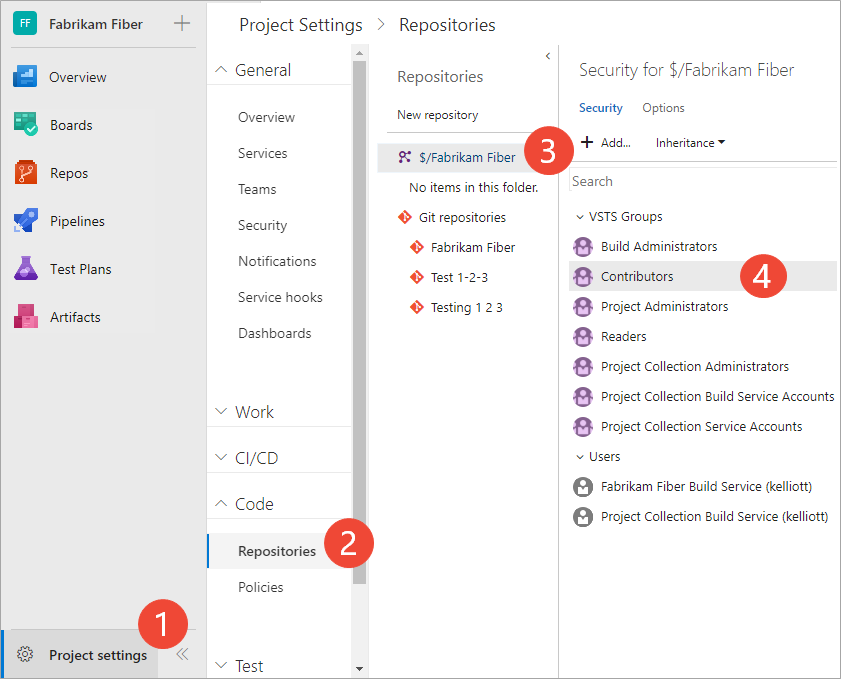 FF Fabrikam Fiber +
Overview
Boards
Repos
Pipelines
Test Plans
Artifacts
1
Project settings
Project Settings > Repositories
General
Overview
Services
Teams
Security
Notifications
Service hooks
Dashboards
Work
CI/CD
Code
Repositories
2
Policies
Test
Repositories
New repository
$/Fabrikam Fiber
3
No items in this folder.
Git repositories
Fabrikam Fiber
Test 1-2-3
Testing 1 2 3
Security for $/Fabrikam Fiber
Security Options
+ Add... Inheritance
Search
VSTS Groups
Build Administrators
Contributors
4
Project Administrators
Readers
Project Collection Administrators
Project Collection Build Service Accounts
Project Collection Service Accounts
Users
Fabrikam Fiber Build Service (kelliott)
Project Collection Build Service (kelliott)